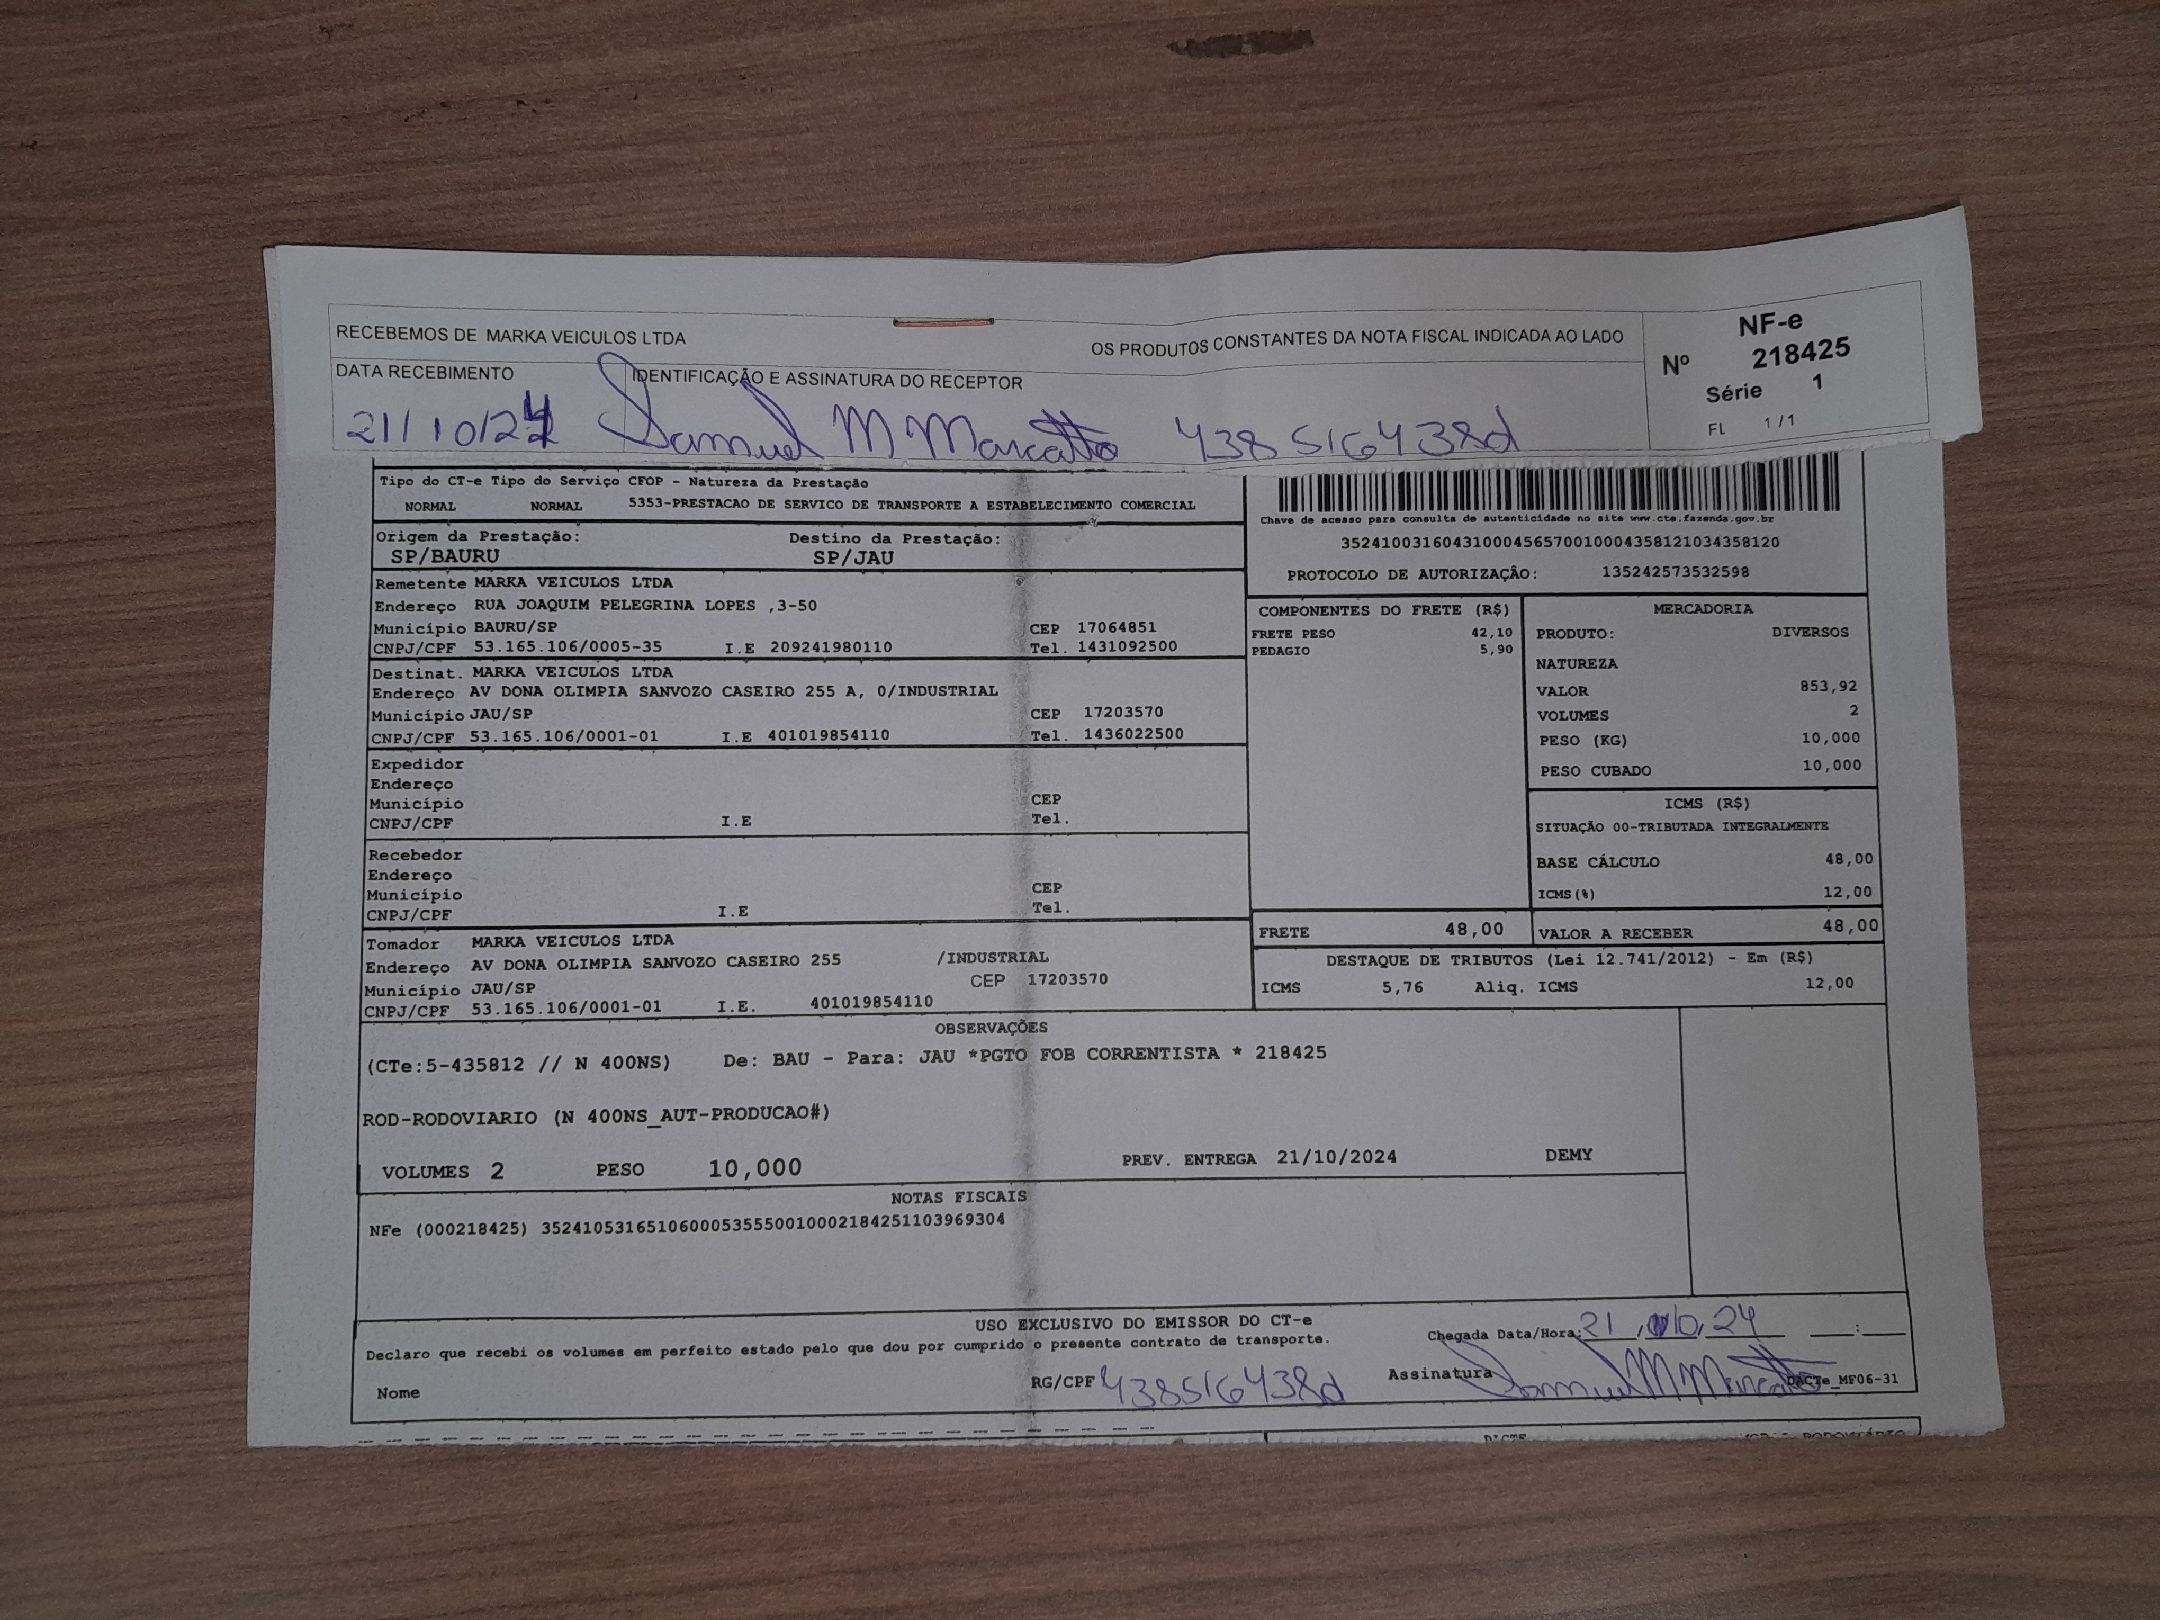 RECEBEMOS DE MARKA VEICULOS LTDA OS PRODUTOS CONSTANTES DA NOTA FISCAL INDICADA AO LADO
NF-e
Nº 218425
Série 1
Fl 1 / 1
DATA RECEBIMENTO IDENTIFICAÇÃO E ASSINATURA DO RECEPTOR
21/10/24 Samuel M Marcatto 438516438d
Tipo do CT-e Tipo do Serviço CFOP - Natureza da Prestação
NORMAL NORMAL 5353-PRESTACAO DE SERVICO DE TRANSPORTE A ESTABELECIMENTO COMERCIAL
Origem da Prestação: Destino da Prestação:
SP/BAURU SP/JAU
Chave de acesso para consulta de autenticidade no site www.cte.fazenda.gov.br
35241003160431000456570010004358121034358120
PROTOCOLO DE AUTORIZAÇÃO: 135242573532598
Remetente MARKA VEICULOS LTDA
Endereço RUA JOAQUIM PELEGRINA LOPES ,3-50
Município BAURU/SP CEP 17064851
CNPJ/CPF 53.165.106/0005-35 I.E 209241980110 Tel. 1431092500
Destinat. MARKA VEICULOS LTDA
Endereço AV DONA OLIMPIA SANVOZO CASEIRO 255 A, 0/INDUSTRIAL
Município JAU/SP CEP 17203570
CNPJ/CPF 53.165.106/0001-01 I.E 401019854110 Tel. 1436022500
Expedidor
Endereço
Município CEP
CNPJ/CPF I.E Tel.
Recebedor
Endereço
Município CEP
CNPJ/CPF I.E Tel.
Tomador MARKA VEICULOS LTDA
Endereço AV DONA OLIMPIA SANVOZO CASEIRO 255 /INDUSTRIAL
Município JAU/SP CEP 17203570
CNPJ/CPF 53.165.106/0001-01 I.E. 401019854110
COMPONENTES DO FRETE (R$)
FRETE PESO 42,10
PEDAGIO 5,90
MERCADORIA
PRODUTO: DIVERSOS
NATUREZA
VALOR 853,92
VOLUMES 2
PESO (KG) 10,000
PESO CUBADO 10,000
ICMS (R$)
SITUAÇÃO 00-TRIBUTADA INTEGRALMENTE
BASE CÁLCULO 48,00
ICMS(%) 12,00
FRETE 48,00 VALOR A RECEBER 48,00
DESTAQUE DE TRIBUTOS (Lei 12.741/2012) - Em (R$)
ICMS 5,76 Aliq. ICMS 12,00
OBSERVAÇÕES
(CTe:5-435812 // N 400NS) De: BAU - Para: JAU *PGTO FOB CORRENTISTA * 218425
ROD-RODOVIARIO (N 400NS_AUT-PRODUCAO#)
VOLUMES 2 PESO 10,000 PREV. ENTREGA 21/10/2024 DEMY
NOTAS FISCAIS
NFe (000218425) 35241053165106000535550010002184251103969304
USO EXCLUSIVO DO EMISSOR DO CT-e
Declaro que recebi os volumes em perfeito estado pelo que dou por cumprido o presente contrato de transporte.
Chegada Data/Hora: 21/10/24 ___:___
Nome RG/CPF 438516438d Assinatura Samuel M Marcatto
DACTe_MF06-31